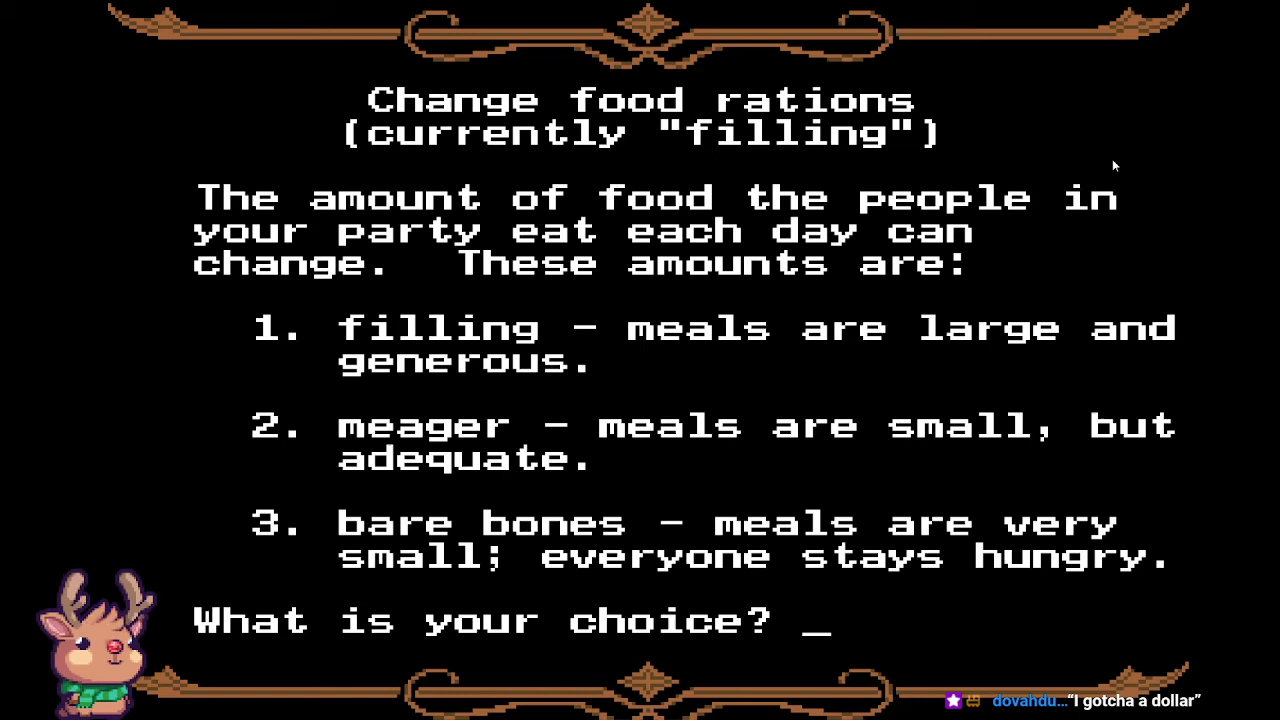 Change food rations
(currently "filling")
The amount of food the people in
your party eat each day can
change. These amounts are:
1. filling - meals are large and
generous.
2. meager - meals are small, but
adequate.
3. bare bones - meals are very
small; everyone stays hungry.
What is your choice? _
dovahdu...“I gotcha a dollar”